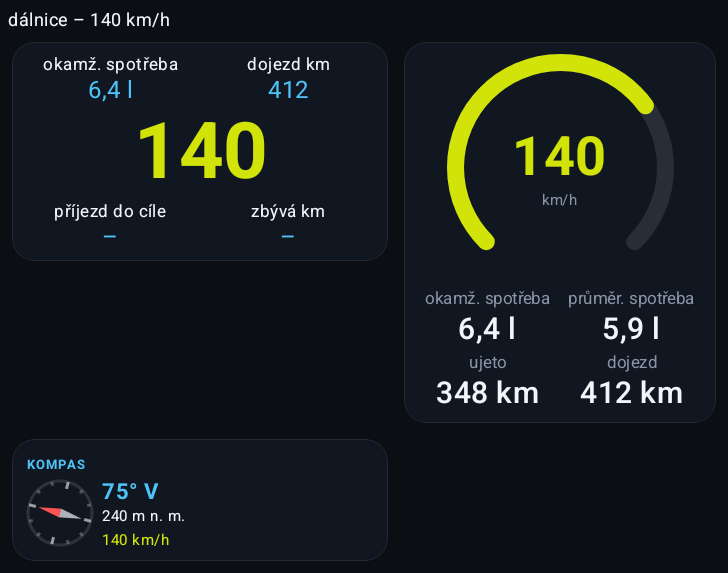 dálnice – 140 km/h
okamž. spotřeba
dojezd km
6,4 l
412
140
příjezd do cíle
zbývá km
–
–
140
km/h
okamž. spotřeba
průměr. spotřeba
6,4 l
5,9 l
ujeto
dojezd
348 km
412 km
KOMPAS
75° V
240 m n. m.
140 km/h